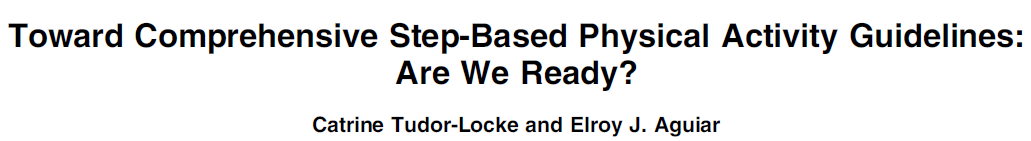 Toward Comprehensive Step-Based Physical Activity Guidelines:
Are We Ready?
Catrine Tudor-Locke and Elroy J. Aguiar